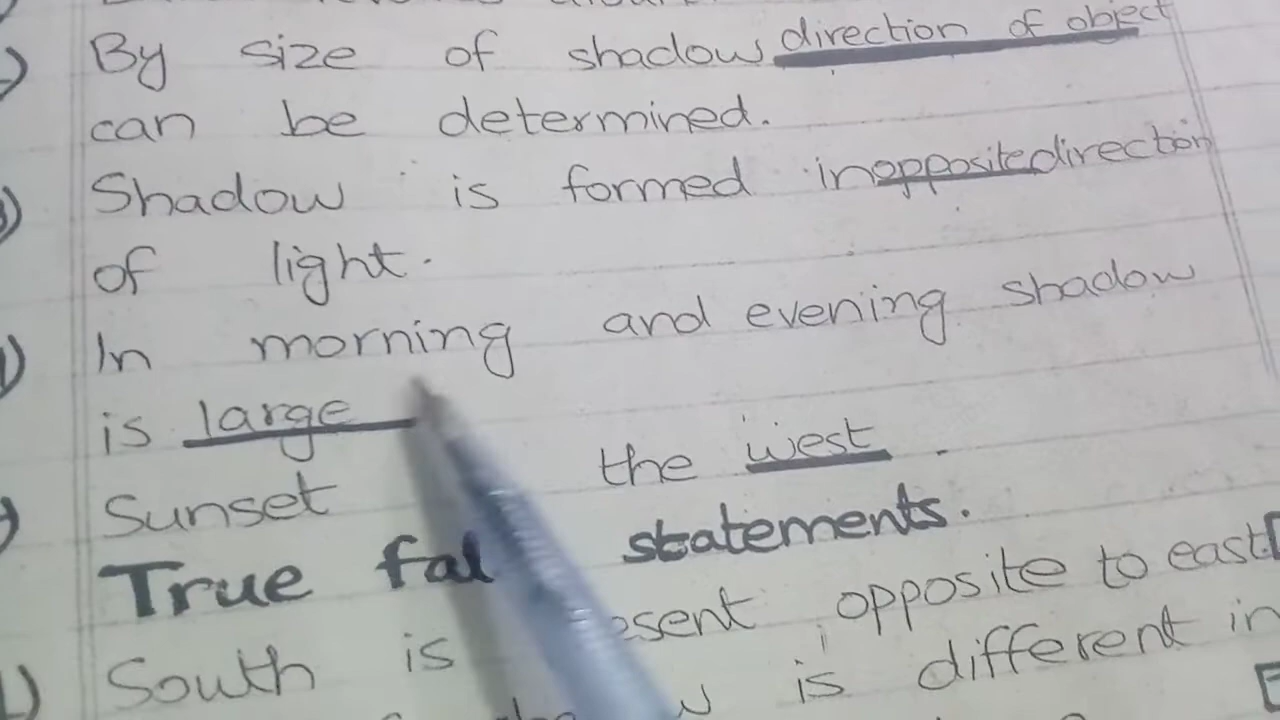 By size of shadow direction of object
can be determined.
Shadow is formed in opposite direction
of light.
In morning and evening shadow
is large
Sunset the west.
True fal statements.
South is esent opposite to east
is different in